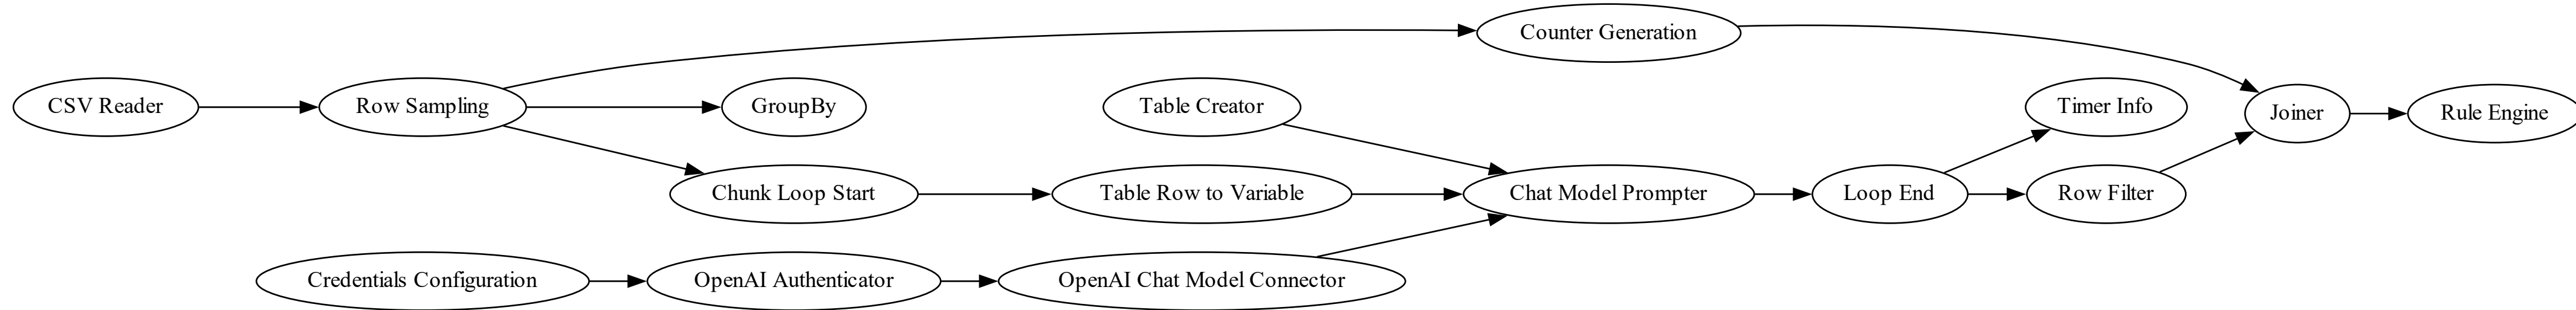 Counter Generation
CSV Reader
Row Sampling
GroupBy
Table Creator
Timer Info
Joiner
Rule Engine
Chunk Loop Start
Table Row to Variable
Chat Model Prompter
Loop End
Row Filter
Credentials Configuration
OpenAI Authenticator
OpenAI Chat Model Connector